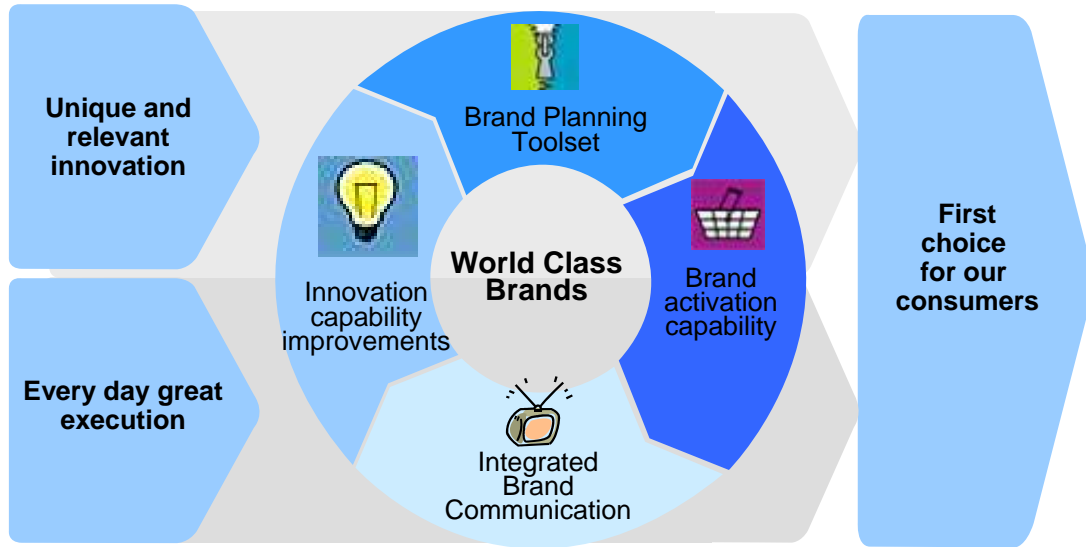 Unique and
relevant
innovation
Every day great
execution
Brand Planning
Toolset
Innovation
capability
improvements
World Class
Brands
Brand
activation
capability
Integrated
Brand
Communication
First
choice
for our
consumers